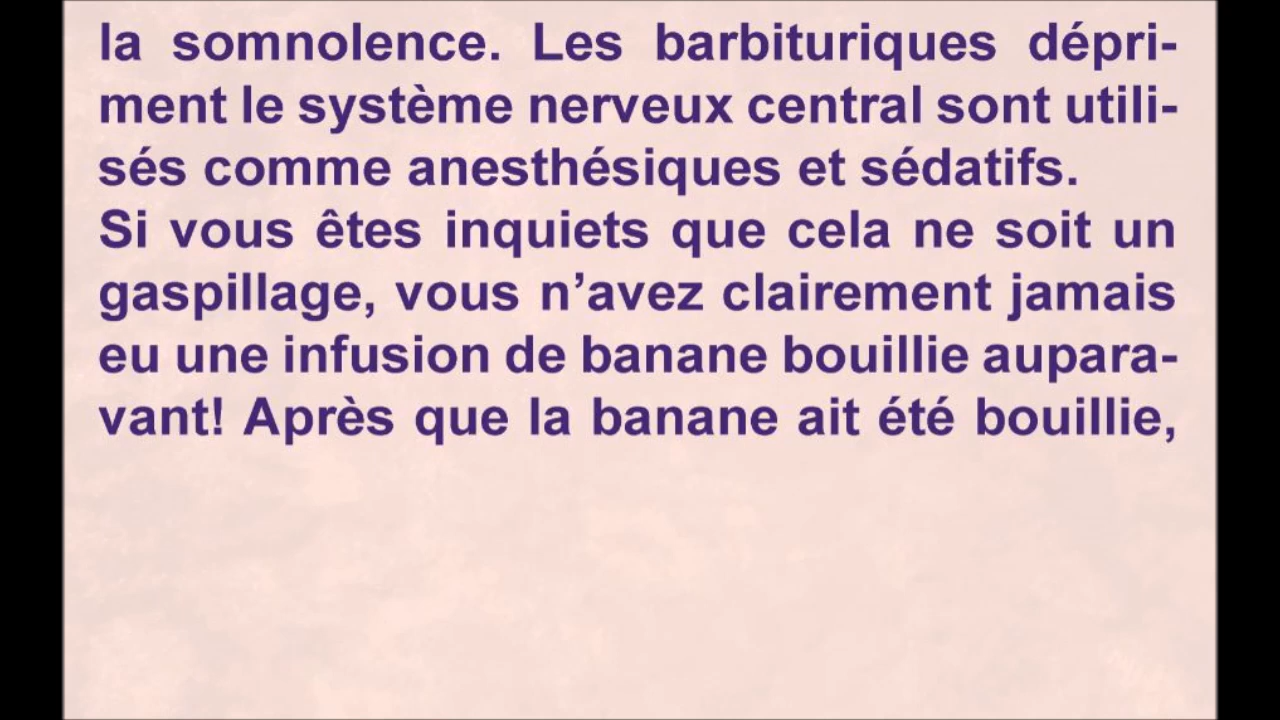 la somnolence. Les barbituriques dépri-
ment le système nerveux central sont utili-
sés comme anesthésiques et sédatifs.
Si vous êtes inquiets que cela ne soit un
gaspillage, vous n’avez clairement jamais
eu une infusion de banane bouillie aupara-
vant! Après que la banane ait été bouillie,